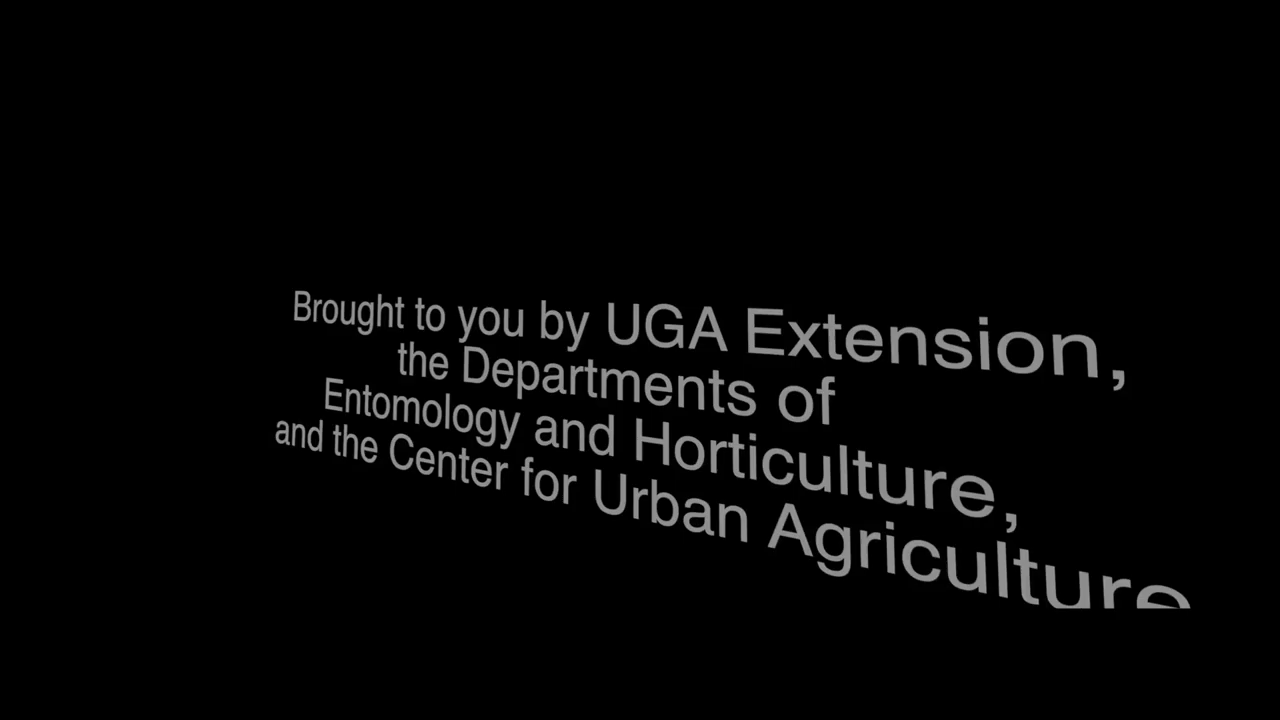 Brought to you by UGA Extension,
the Departments of
Entomology and Horticulture,
and the Center for Urban Agriculture